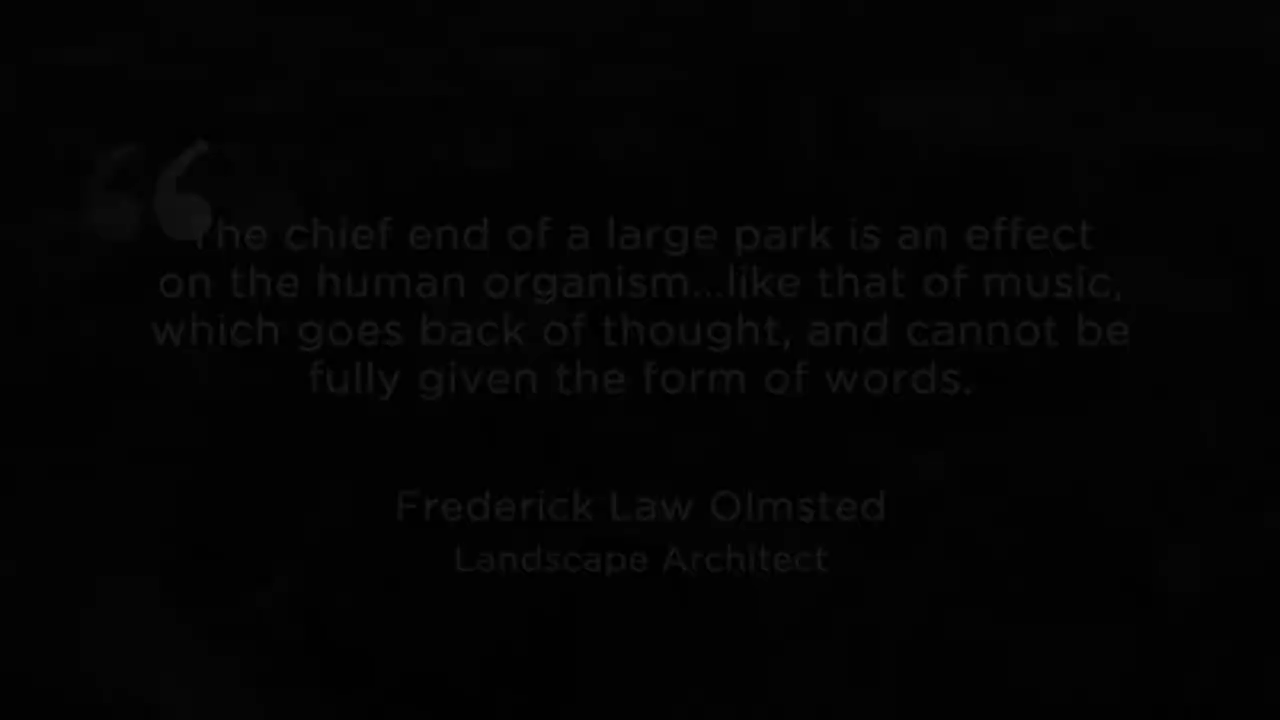 “The chief end of a large park is an effect
on the human organism...like that of music,
which goes back of thought, and cannot be
fully given the form of words.
Frederick Law Olmsted
Landscape Architect